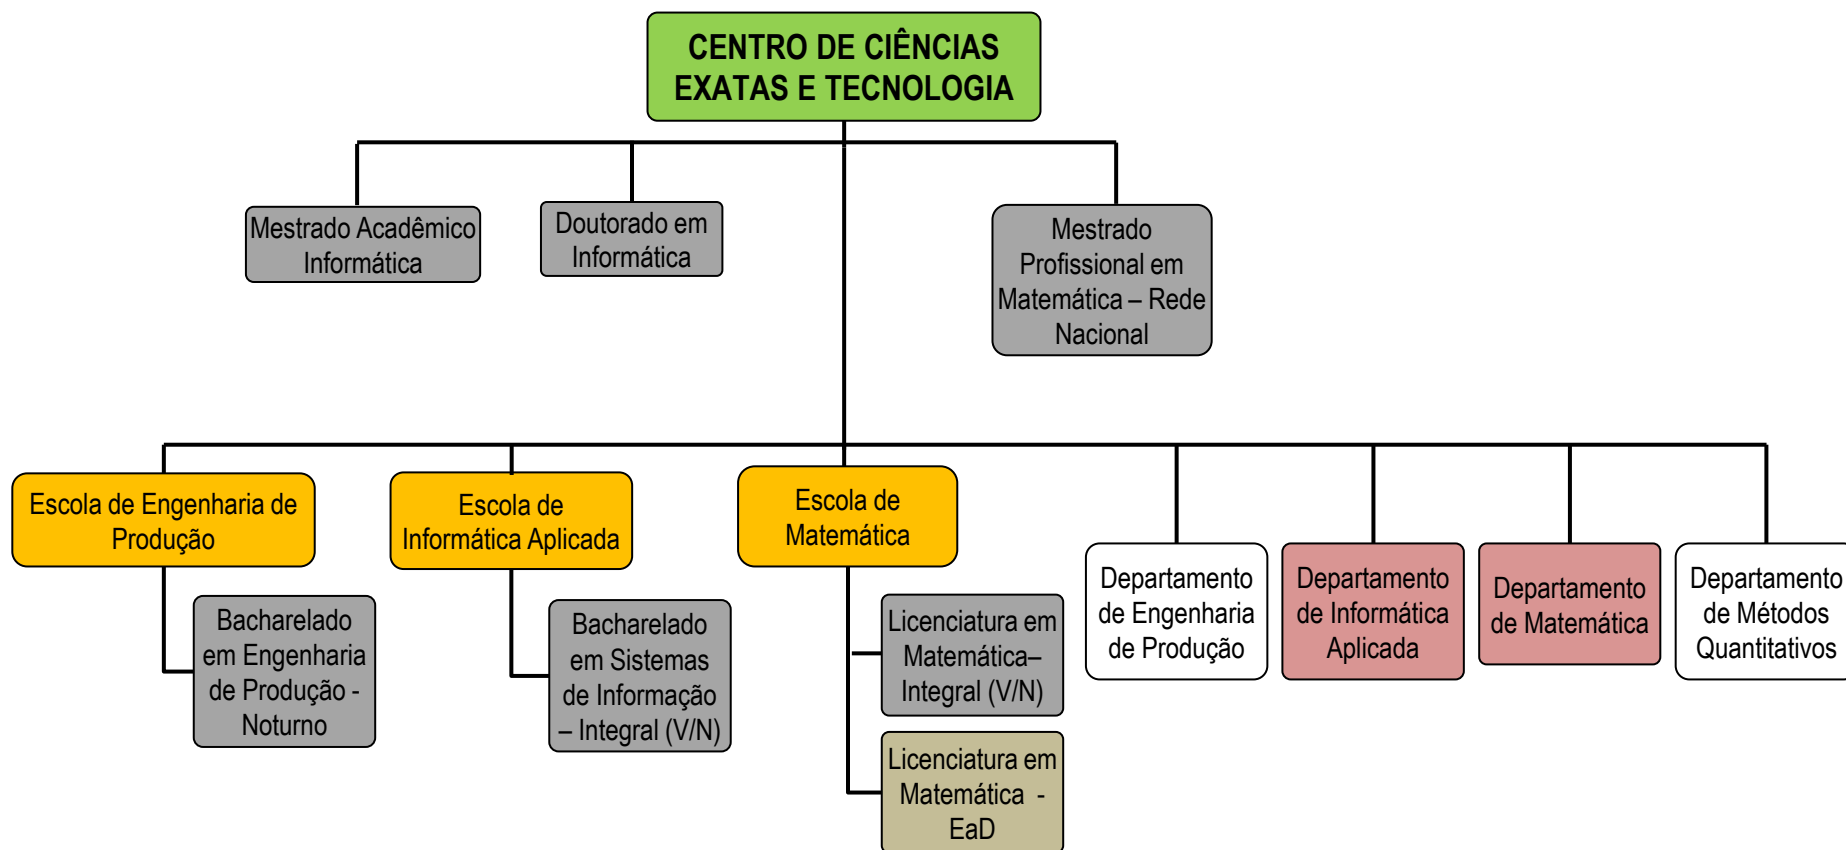 CENTRO DE CIÊNCIAS
EXATAS E TECNOLOGIA
Mestrado Acadêmico
Informática
Doutorado em
Informática
Mestrado
Profissional em
Matemática – Rede
Nacional
Escola de Engenharia de
Produção
Escola de
Informática Aplicada
Escola de
Matemática
Departamento
de Engenharia
de Produção
Departamento
de Informática
Aplicada
Departamento
de Matemática
Departamento
de Métodos
Quantitativos
Bacharelado
em Engenharia
de Produção -
Noturno
Bacharelado
em Sistemas
de Informação
– Integral (V/N)
Licenciatura em
Matemática–
Integral (V/N)
Licenciatura em
Matemática -
EaD